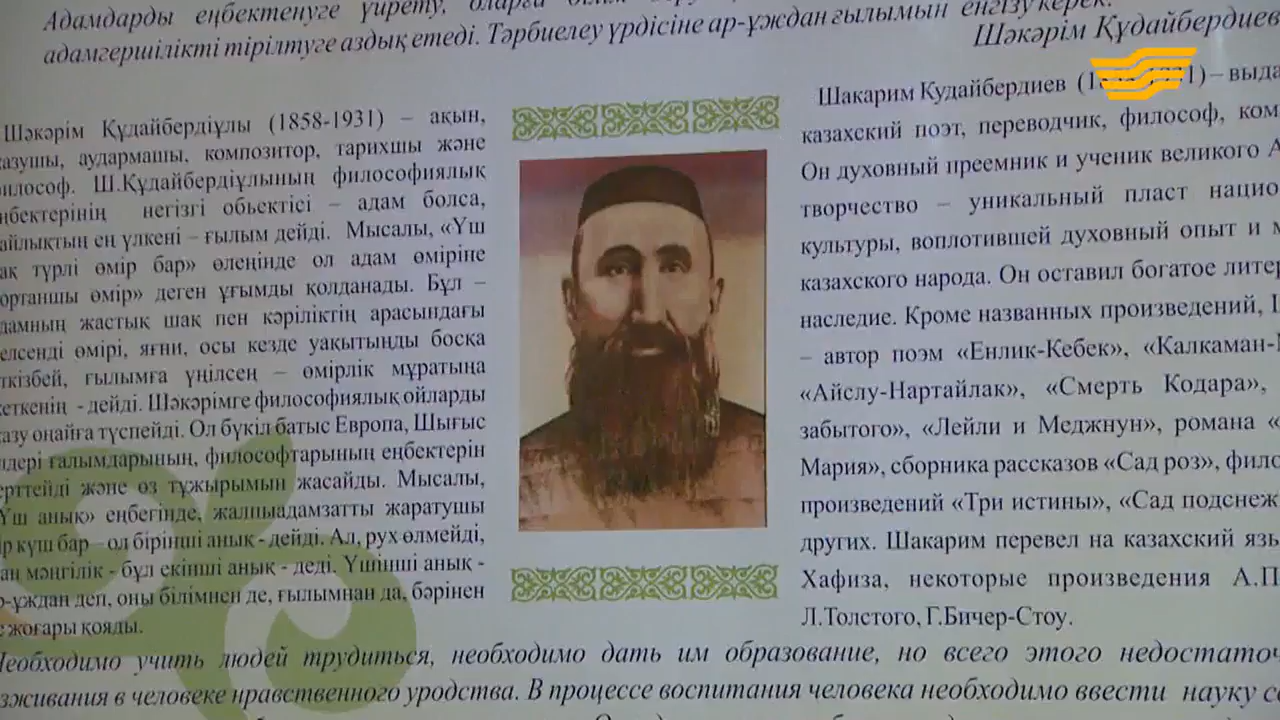 Адамдарды еңбектенуге үйрету,
адамгершілікті тірілтуге аздық етеді. Тәрбиелеу үрдісіне ар-ұждан ғылымын енгізу керек.
Шәкәрім Құдайбердиев
Шәкәрім Құдайбердіұлы (1858-1931) – ақын,
жазушы, аудармашы, композитор, тарихшы және
философ. Ш.Құдайбердіұлының философиялық
еңбектерінің негізгі обьектісі – адам болса,
байлықтың ең үлкені – ғылым дейді. Мысалы, «Үш
түрлі өмір бар» өлеңінде ол адам өміріне
«ортаншы өмір» деген ұғымды қолданады. Бұл –
адамның жастық шақ пен кәріліктің арасындағы
белсенді өмірі, яғни, осы кезде уақытыңды босқа
өткізбей, ғылымға үңілсең – өмірлік мұратыңа
жеткенің - дейді. Шәкәрімге философиялық ойларды
жазу оңайға түспейді. Ол бүкіл батыс Европа, Шығыс
елдері ғалымдарының, философтарының еңбектерін
зерттейді және өз тұжырымын жасайды. Мысалы,
«Үш анық» еңбегінде, жалпыадамзатты жаратушы
бір күш бар – ол бірінші анық - дейді. Ал, рух өлмейді,
жан мәңгілік - бұл екінші анық - деді. Үшінші анық -
ар-ұждан деп, оны білімнен де, ғылымнан да, бәрінен
де жоғары қояды.
Шакарим Кудайбердиев
казахский поэт, переводчик, философ,
Он духовный преемник и ученик великого
творчество – уникальный пласт
культуры, воплотившей духовный опыт и
казахского народа. Он оставил богатое
наследие. Кроме названных произведений,
– автор поэм «Енлик-Кебек», «Калкаман-
«Айслу-Нартайлак», «Смерть Кодара»,
забытого», «Лейли и Меджнун», романа
Мария», сборника рассказов «Сад роз»,
произведений «Три истины», «Сад
других. Шакарим перевел на казахский
Хафиза, некоторые произведения
Л.Толстого, Г.Бичер-Стоу.
Необходимо учить людей трудиться, необходимо дать им образование, но всего этого
в человеке нравственного уродства. В процессе воспитания человека необходимо ввести науку